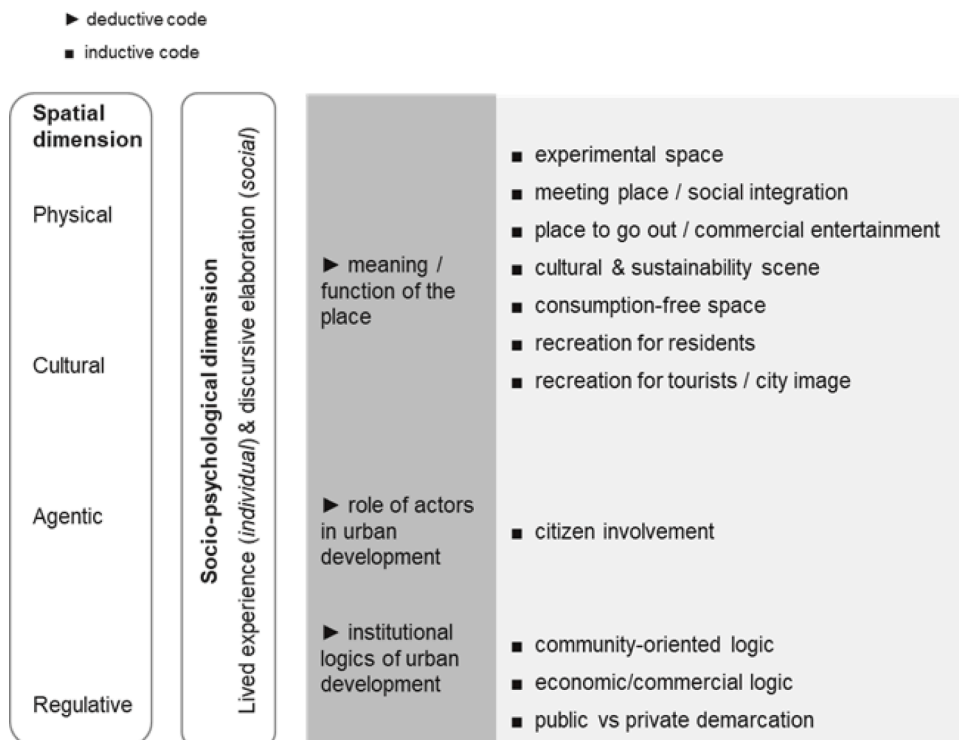 ► deductive code
■ inductive code
Spatial
dimension
Physical
Cultural
Agentic
Regulative
Socio-psychological dimension
Lived experience (individual) & discursive elaboration (social)
► meaning /
function of the
place
► role of actors
in urban
development
► institutional
logics of urban
development
■ experimental space
■ meeting place / social integration
■ place to go out / commercial entertainment
■ cultural & sustainability scene
■ consumption-free space
■ recreation for residents
■ recreation for tourists / city image
■ citizen involvement
■ community-oriented logic
■ economic/commercial logic
■ public vs private demarcation